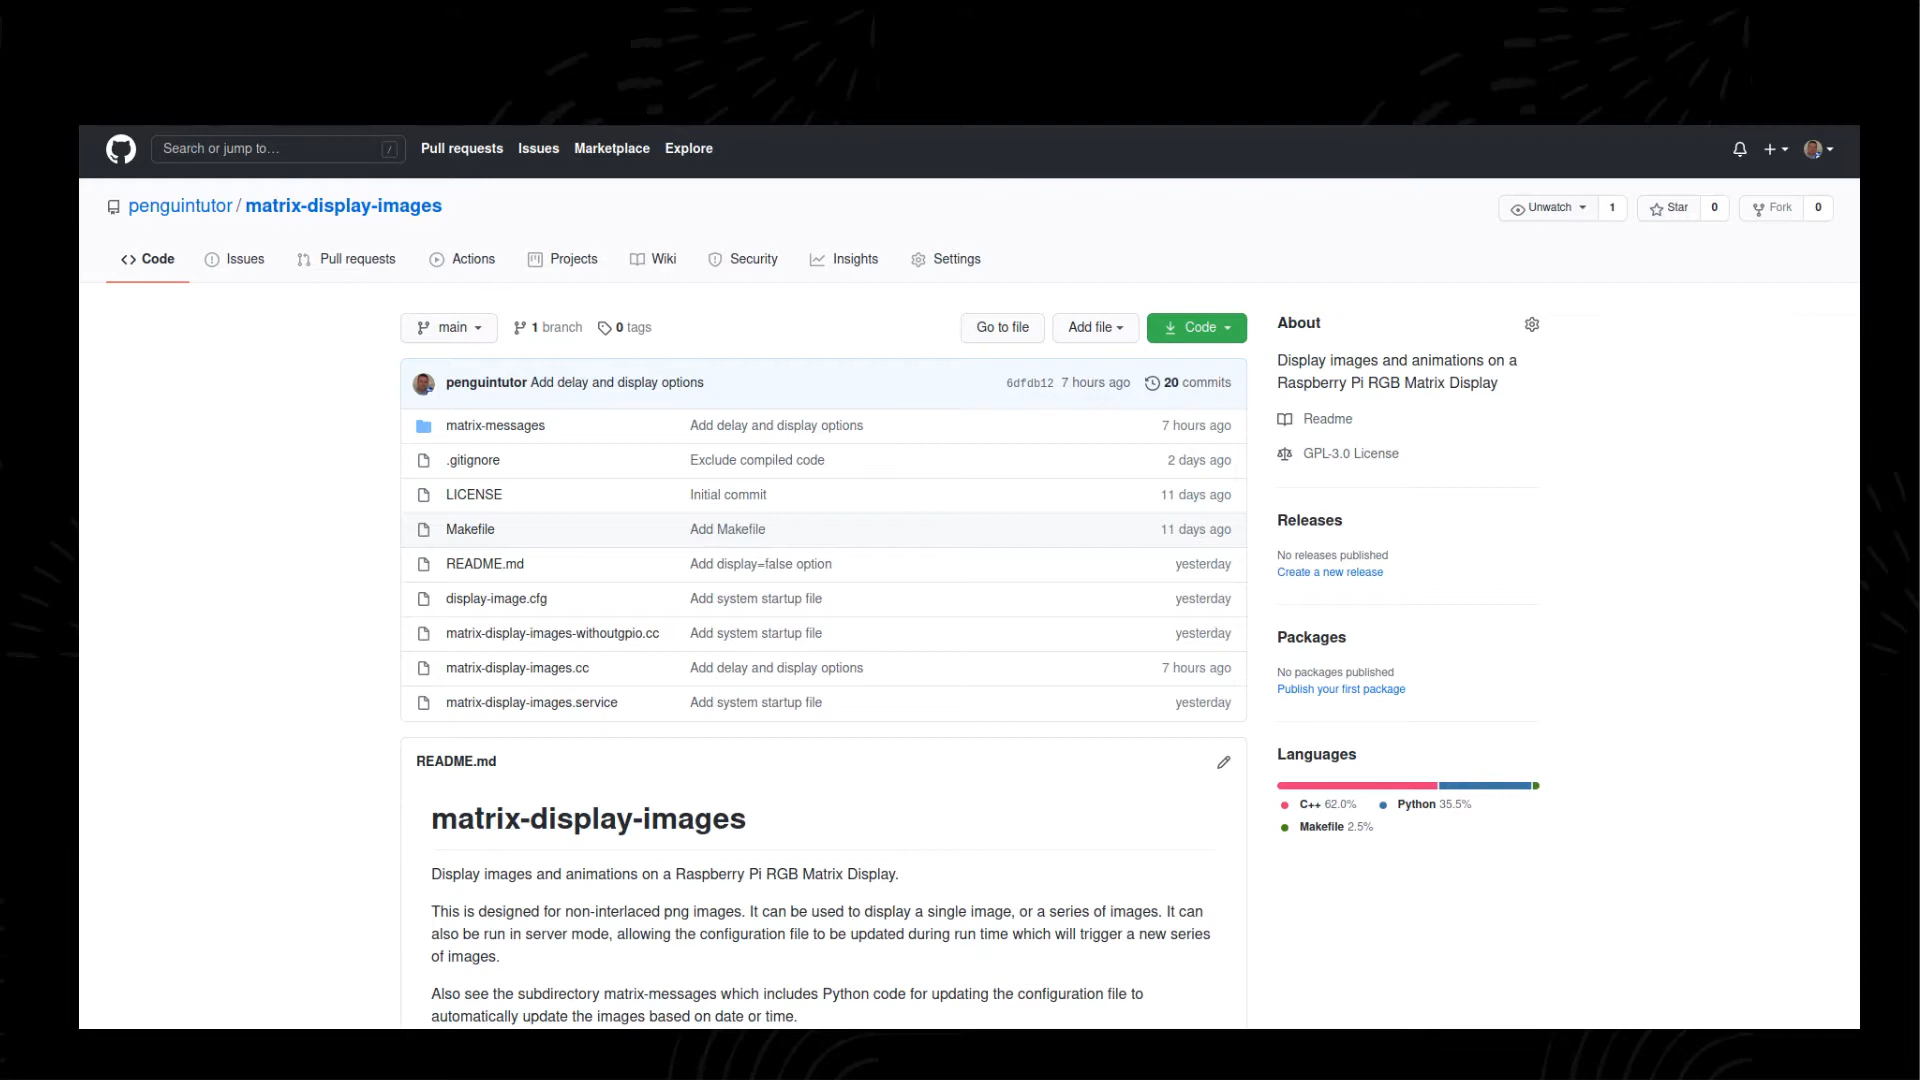 Search or jump to… /
Pull requests Issues Marketplace Explore
penguintutor / matrix-display-images
Unwatch 1 Star 0 Fork 0
Code Issues Pull requests Actions Projects Wiki Security Insights Settings
main 1 branch 0 tags Go to file Add file Code
penguintutor Add delay and display options 6dfdb12 7 hours ago 20 commits
matrix-messages Add delay and display options 7 hours ago
.gitignore Exclude compiled code 2 days ago
LICENSE Initial commit 11 days ago
Makefile Add Makefile 11 days ago
README.md Add display=false option yesterday
display-image.cfg Add system startup file yesterday
matrix-display-images-withoutgpio.cc Add system startup file yesterday
matrix-display-images.cc Add delay and display options 7 hours ago
matrix-display-images.service Add system startup file yesterday
README.md
matrix-display-images
Display images and animations on a Raspberry Pi RGB Matrix Display.
This is designed for non-interlaced png images. It can be used to display a single image, or a series of images. It can
also be run in server mode, allowing the configuration file to be updated during run time which will trigger a new series
of images.
Also see the subdirectory matrix-messages which includes Python code for updating the configuration file to
automatically update the images based on date or time.
About
Display images and animations on a
Raspberry Pi RGB Matrix Display
Readme
GPL-3.0 License
Releases
No releases published
Create a new release
Packages
No packages published
Publish your first package
Languages
C++ 62.0% Python 35.5%
Makefile 2.5%